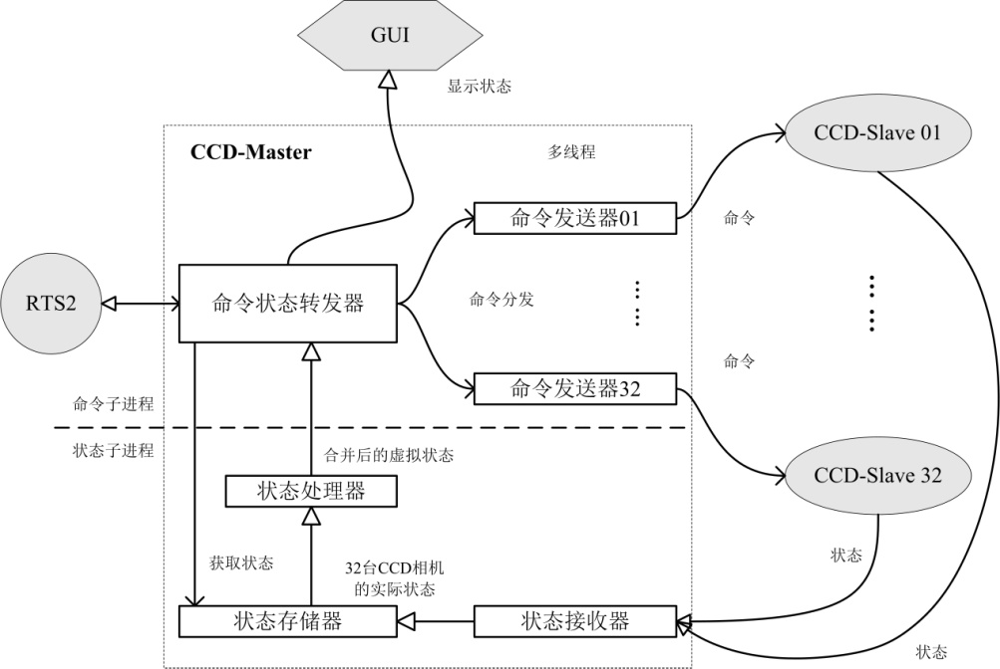 GUI
显示状态
CCD-Master
多线程
CCD-Slave 01
命令发送器01
命令
RTS2
命令状态转发器
命令分发
命令
命令发送器32
命令子进程
状态子进程
合并后的虚拟状态
CCD-Slave 32
状态处理器
获取状态
32台CCD相机
的实际状态
状态
状态存储器
状态接收器
状态